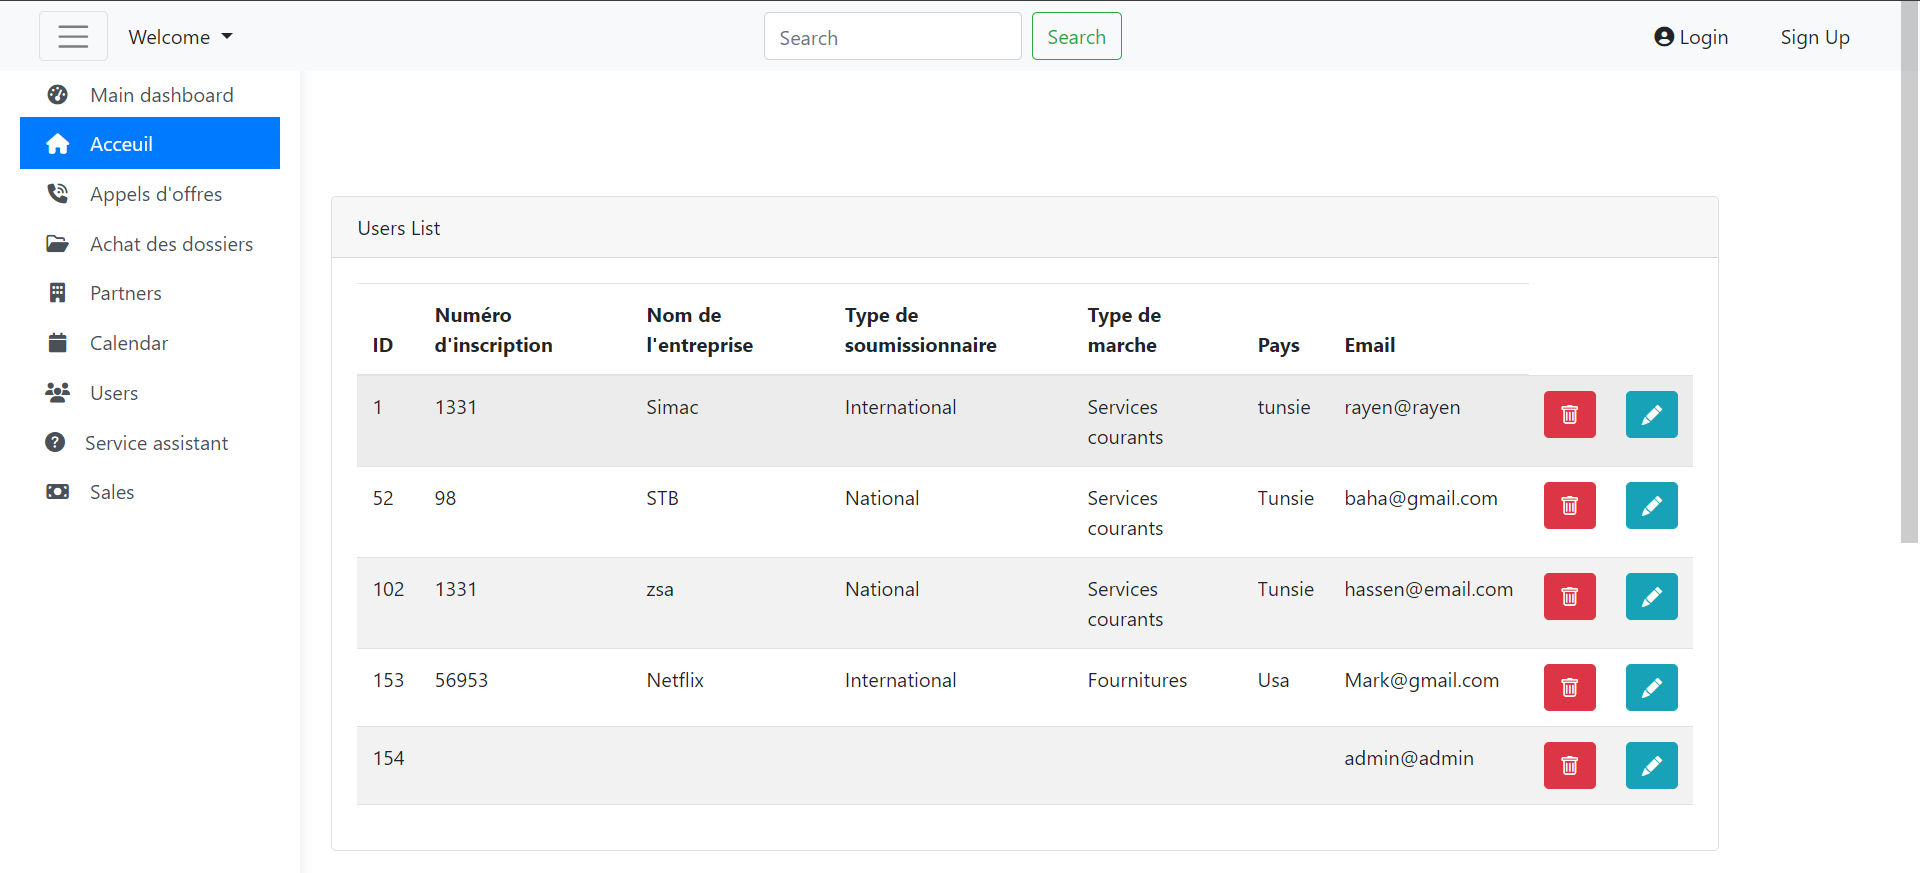 Welcome
Search
Search
Login
Sign Up
Main dashboard
Acceuil
Appels d'offres
Achat des dossiers
Partners
Calendar
Users
Service assistant
Sales
Users List
ID Numéro d'inscription Nom de l'entreprise Type de soumissionnaire Type de marche Pays Email
1 1331 Simac International Services courants tunsie rayen@rayen
52 98 STB National Services courants Tunsie baha@gmail.com
102 1331 zsa National Services courants Tunsie hassen@email.com
153 56953 Netflix International Fournitures Usa Mark@gmail.com
154 admin@admin